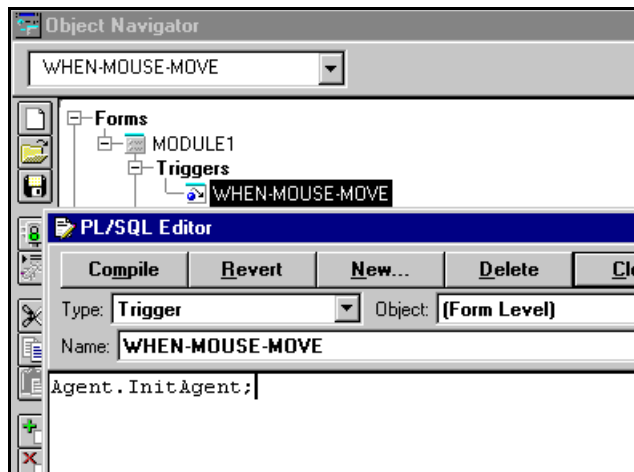 Object Navigator
WHEN-MOUSE-MOVE
Forms
MODULE1
Triggers
WHEN-MOUSE-MOVE
PL/SQL Editor
Compile Revert New... Delete Clo
Type: Trigger Object: (Form Level)
Name: WHEN-MOUSE-MOVE
Agent.InitAgent;